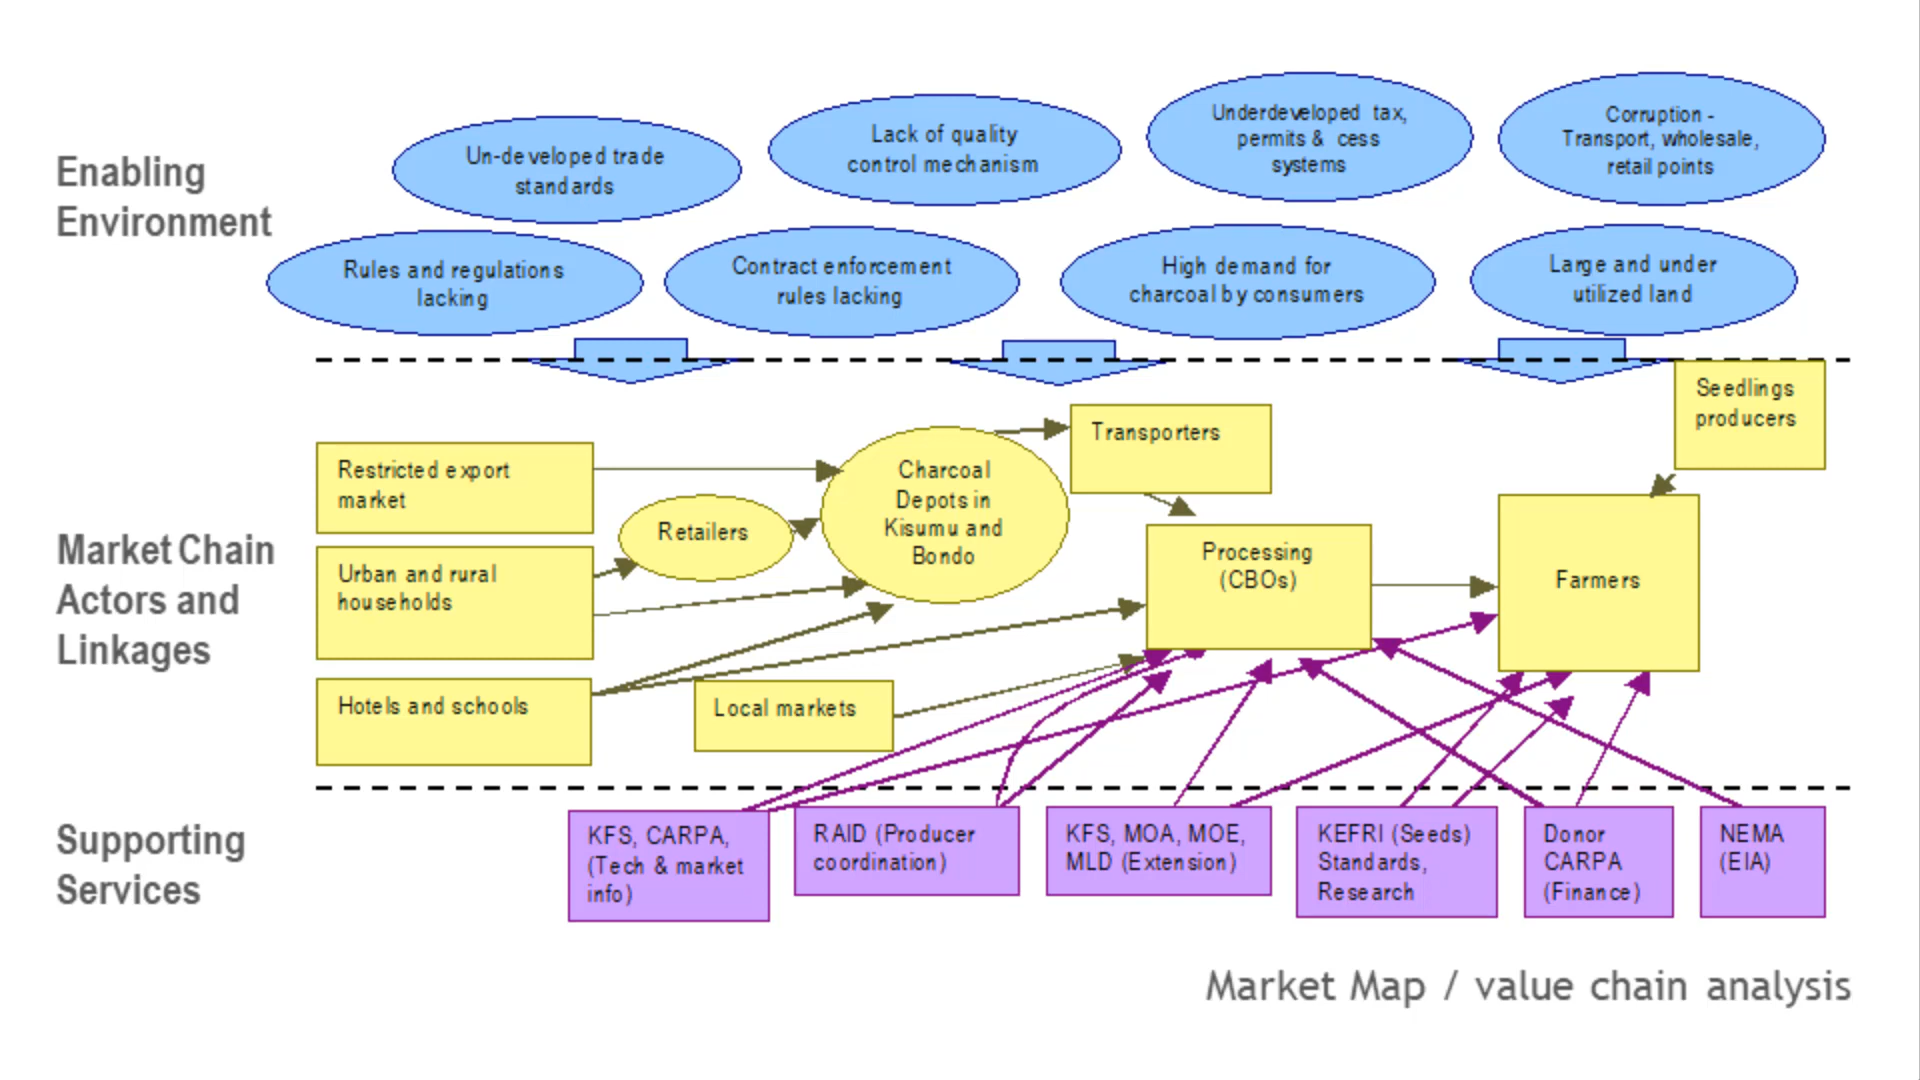 Enabling
Environment
Un-developed trade
standards
Lack of quality
control mechanism
Underdeveloped tax,
permits & cess
systems
Corruption -
Transport, wholesale,
retail points
Rules and regulations
lacking
Contract enforcement
rules lacking
High demand for
charcoal by consumers
Large and under
utilized land
Market Chain
Actors and
Linkages
Restricted export
market
Urban and rural
households
Hotels and schools
Retailers
Local markets
Charcoal
Depots in
Kisumu and
Bondo
Transporters
Processing
(CBOs)
Seedlings
producers
Farmers
Supporting
Services
KFS, CARPA,
(Tech & market
info)
RAID (Producer
coordination)
KFS, MOA, MOE,
MLD (Extension)
KEFRI (Seeds)
Standards,
Research
Donor
CARPA
(Finance)
NEMA
(EIA)
Market Map / value chain analysis